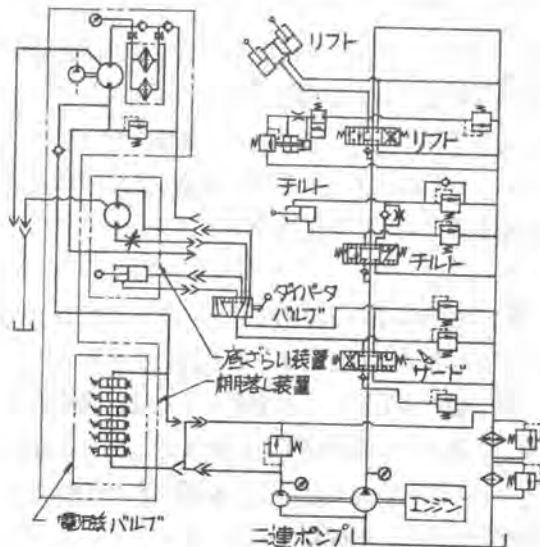 リフト
リフト
チルト
チルト
ダイバータ
バルブ
サード
底ざらい装置
胴落し装置
エンジン
電磁バルブ
二連ポンプ